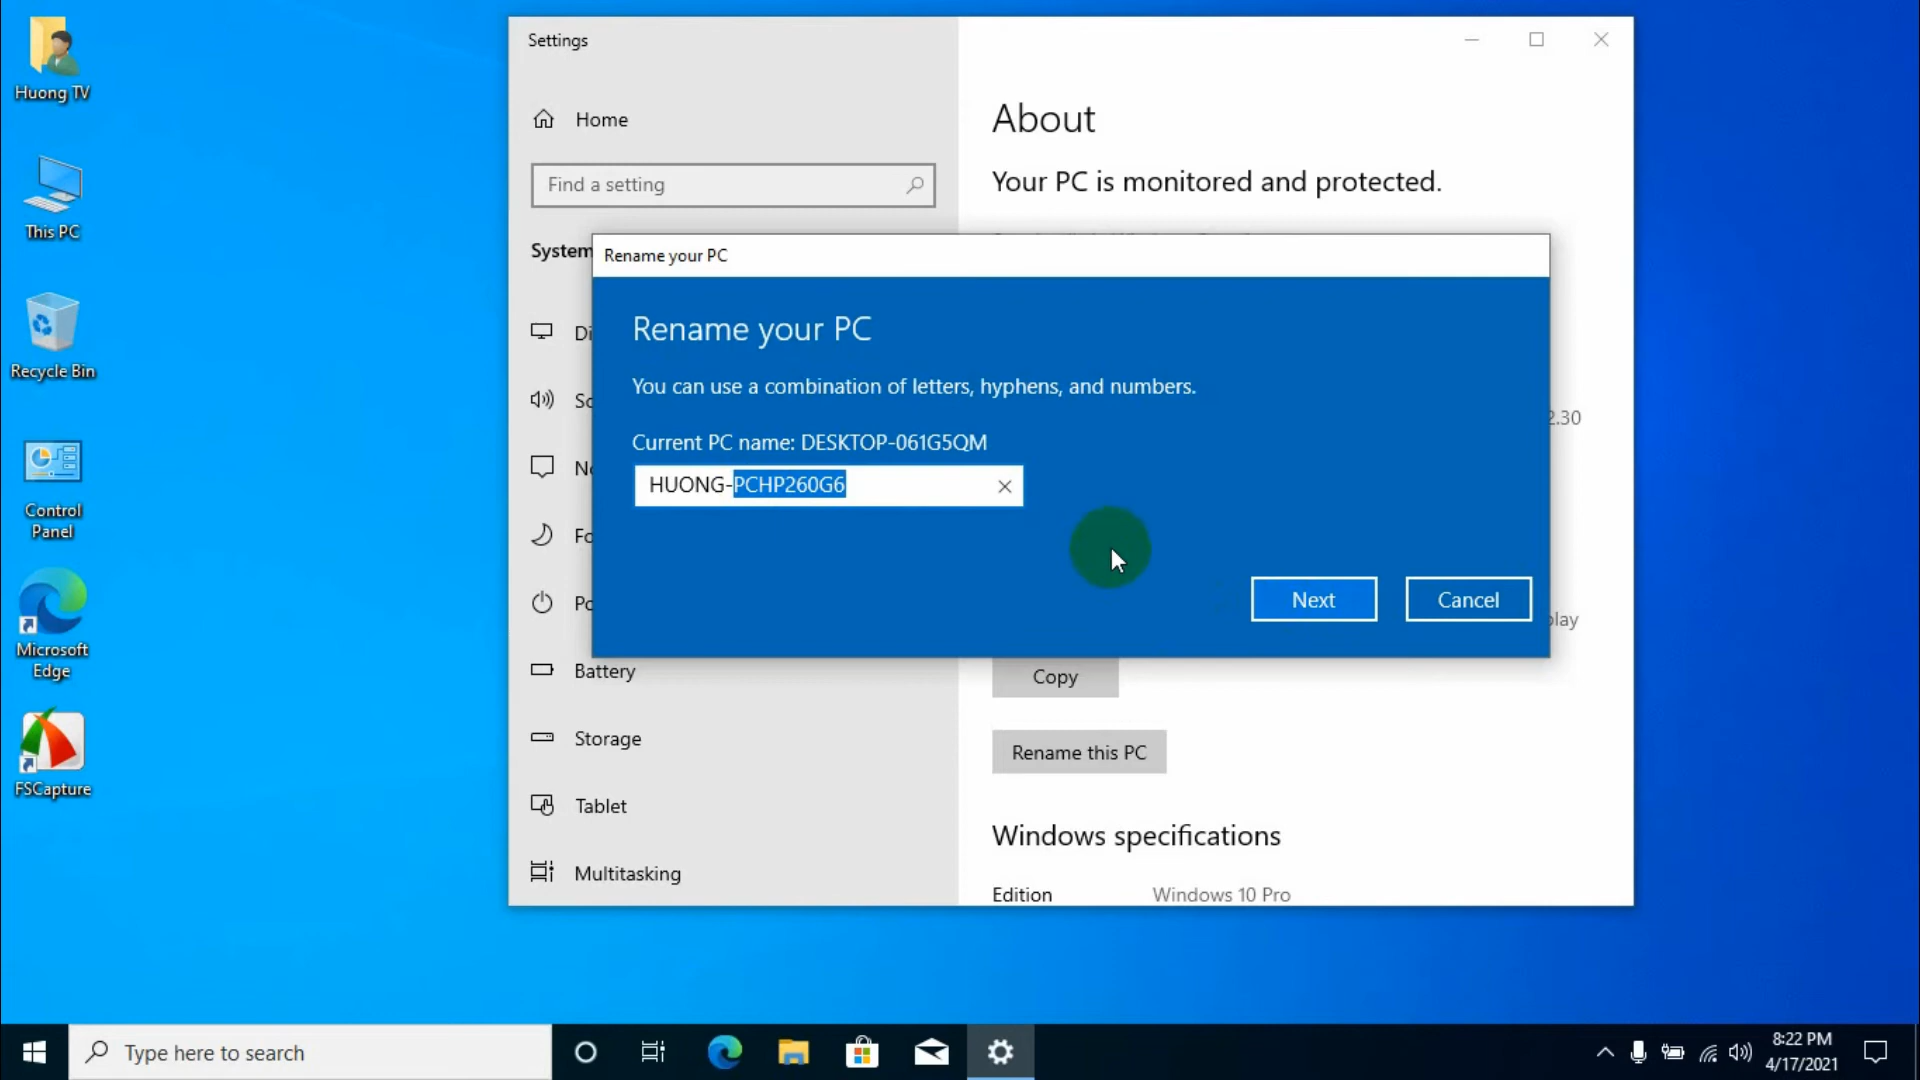 Huong TV
This PC
Recycle Bin
Control
Panel
Microsoft
Edge
FSCapture
Settings
Home
Find a setting
System
Battery
Storage
Tablet
Multitasking
About
Your PC is monitored and protected.
2.30
Rename your PC
Rename your PC
You can use a combination of letters, hyphens, and numbers.
Current PC name: DESKTOP-061G5QM
HUONG-PCHP260G6
Next
Cancel
Copy
Rename this PC
Windows specifications
Edition Windows 10 Pro
Type here to search
8:22 PM
4/17/2021